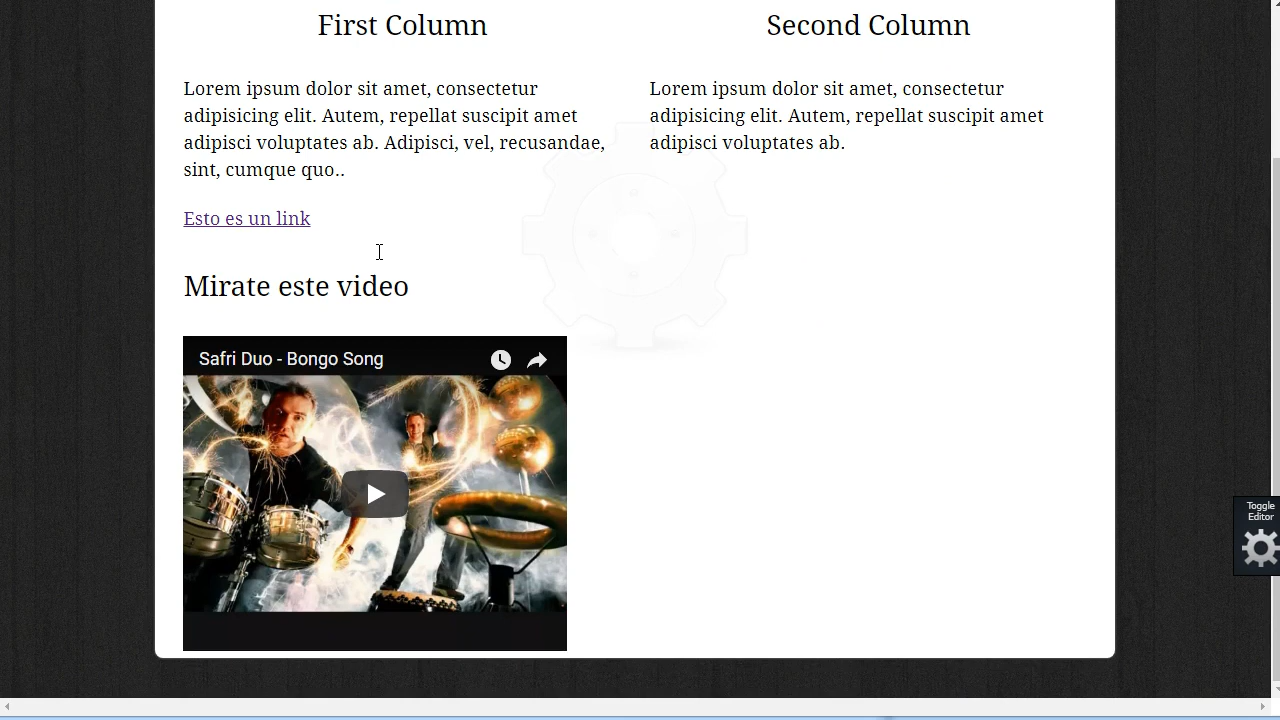 First Column
Lorem ipsum dolor sit amet, consectetur
adipisicing elit. Autem, repellat suscipit amet
adipisci voluptates ab. Adipisci, vel, recusandae,
sint, cumque quo..
Esto es un link
Second Column
Lorem ipsum dolor sit amet, consectetur
adipisicing elit. Autem, repellat suscipit amet
adipisci voluptates ab.
Mirate este video
Safri Duo - Bongo Song
Toggle
Editor